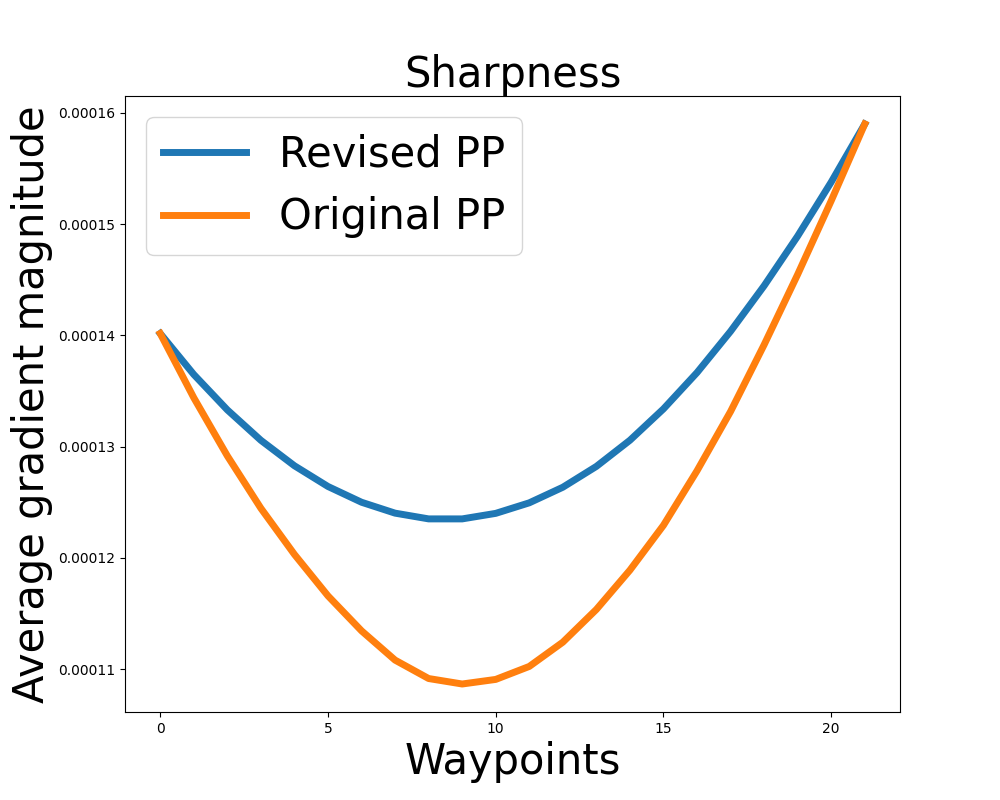 Sharpness
Revised PP
Original PP
Average gradient magnitude
0.00016
0.00015
0.00014
0.00013
0.00012
0.00011
0 5 10 15 20
Waypoints